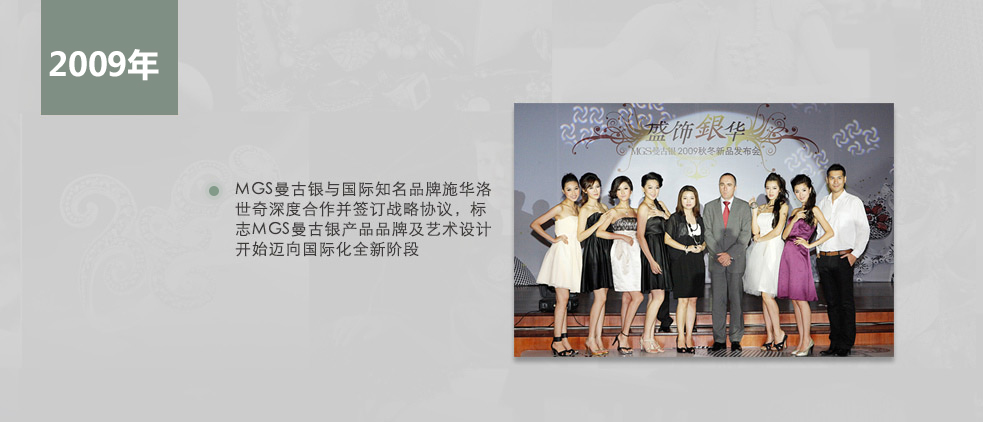 2009年
MGS曼古银与国际知名品牌施华洛
世奇深度合作并签订战略协议，标
志MGS曼古银产品品牌及艺术设计
开始迈向国际化全新阶段
盛饰銀华
MGS曼古银2009秋冬新品发布会